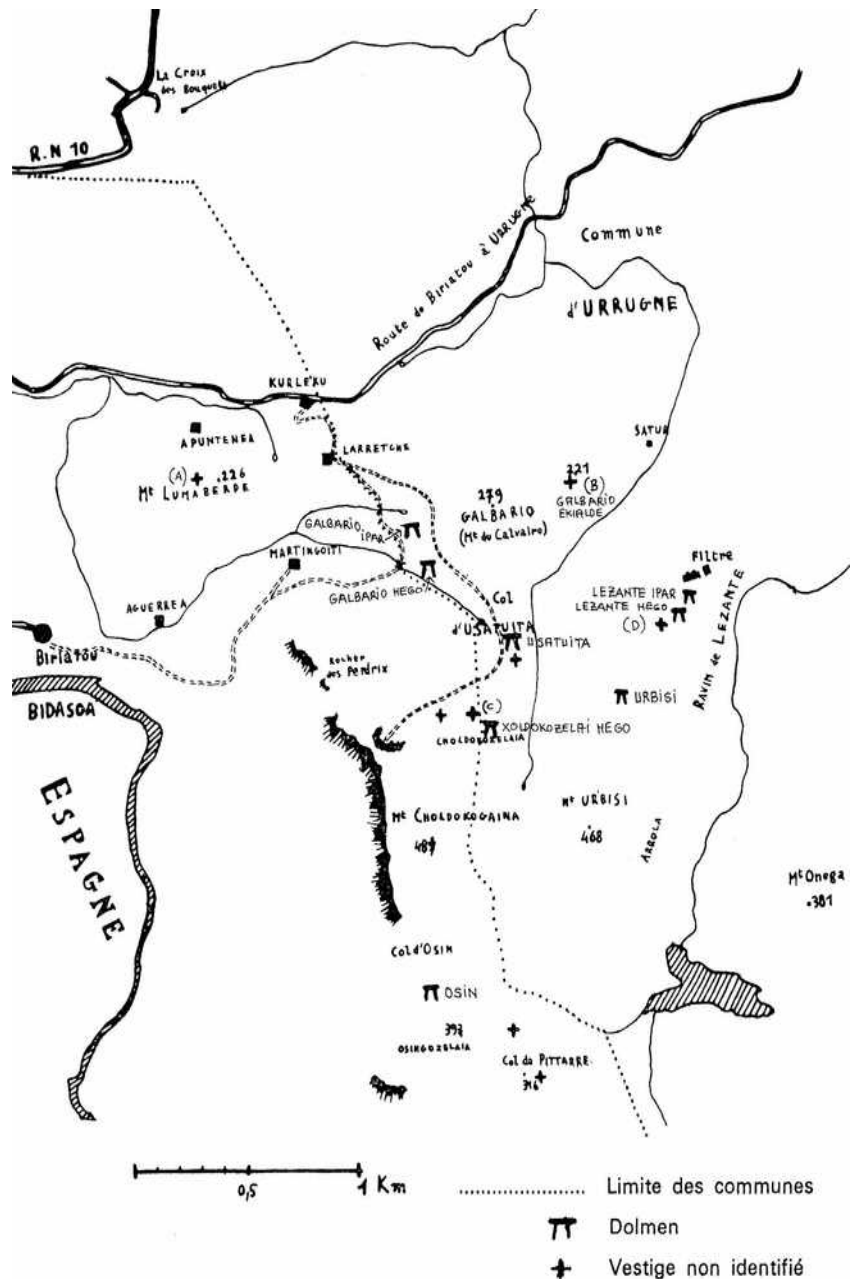 La Croix
des Bouquets
R.N 10
Route de Biriatou à URRUGNE
Commune
d'URRUGNE
KURLEKU
APUNTENEA
LARRETCHE
SATUR
(A)
.226
Mt LUMABERDE
279
GALBARIO
(Mt du Calvaire)
221
(B)
GALBARIO
EKIALDE
GALBARIO
IPAR
MARTINGOITI
GALBARIO HEGO
FILTRE
LEZANTE IPAR
LEZANTE HEGO
(D)
RAVIN de LEZANTE
AGUERREA
Col
d'USATUITA
USATUITA
Biriatou
Rocher
des Perdrix
BIDASOA
URBISI
(C)
XOLDOKOZELAÏ HEGO
CHOLDOKOZELAIA
ESPAGNE
Mt CHOLDOKOGAINA
Mt URBISI
468
ARROLA
Mt Onega
.381
Col d'OSIN
OSIN
OSINGOZELAIA
Col de PITTARRE
316
0,5
1 Km
Limite des communes
Dolmen
Vestige non identifié